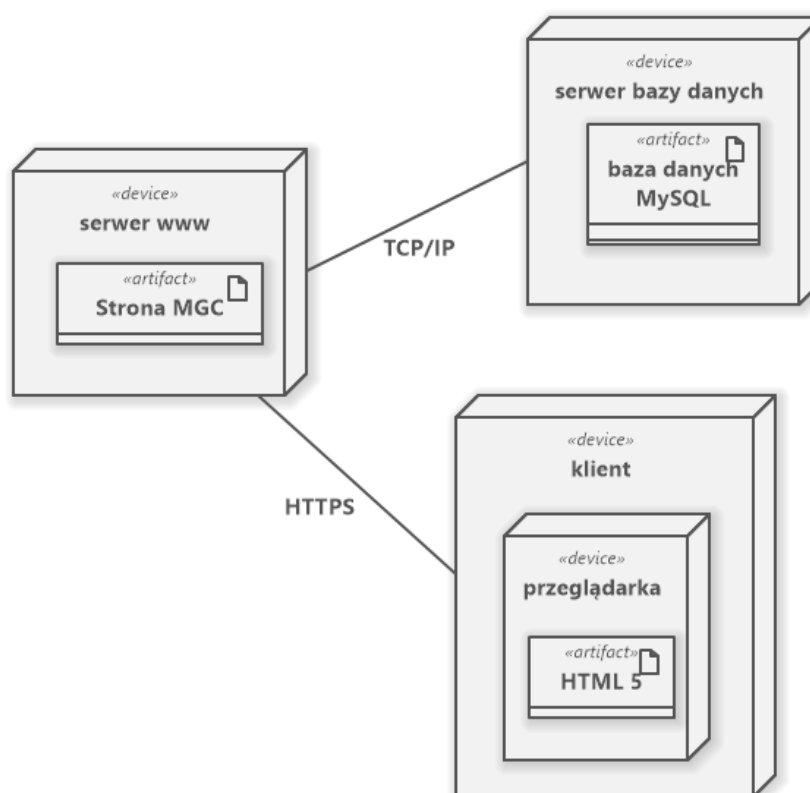 «device»
serwer bazy danych
«artifact»
baza danych
MySQL
«device»
serwer www
«artifact»
Strona MGC
TCP/IP
HTTPS
«device»
klient
«device»
przeglądarka
«artifact»
HTML 5